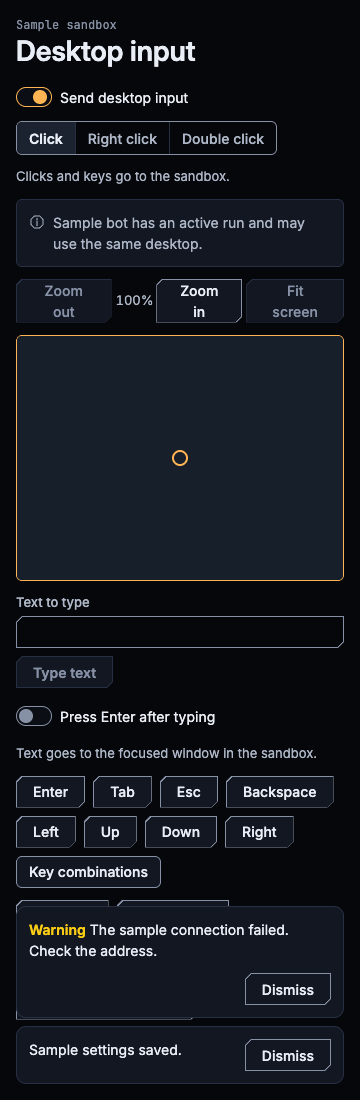 Sample sandbox
Desktop input
Send desktop input
Click Right click Double click
Clicks and keys go to the sandbox.
Sample bot has an active run and may
use the same desktop.
Zoom
out
100%
Zoom
in
Fit
screen
Text to type
Type text
Press Enter after typing
Text goes to the focused window in the sandbox.
Enter Tab Esc Backspace
Left Up Down Right
Key combinations
Warning The sample connection failed.
Check the address.
Dismiss
Sample settings saved.
Dismiss